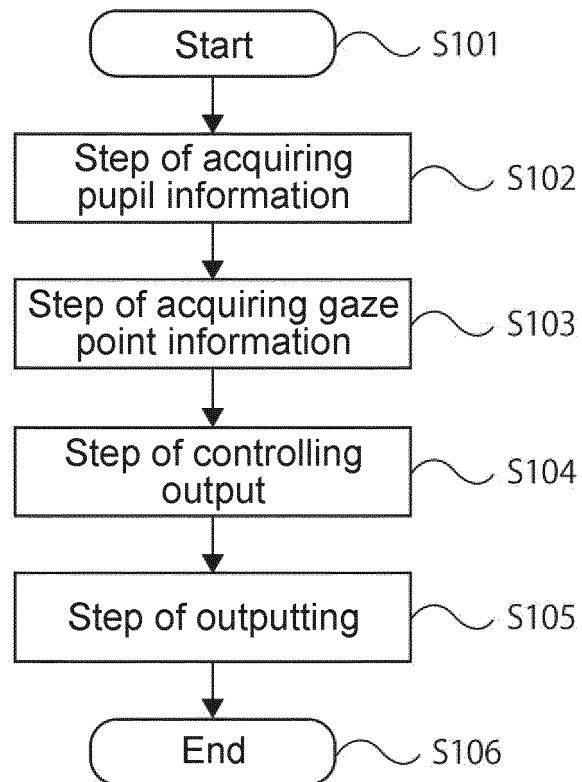 Start
S101
Step of acquiring
pupil information
S102
Step of acquiring gaze
point information
S103
Step of controlling
output
S104
Step of outputting
S105
End
S106